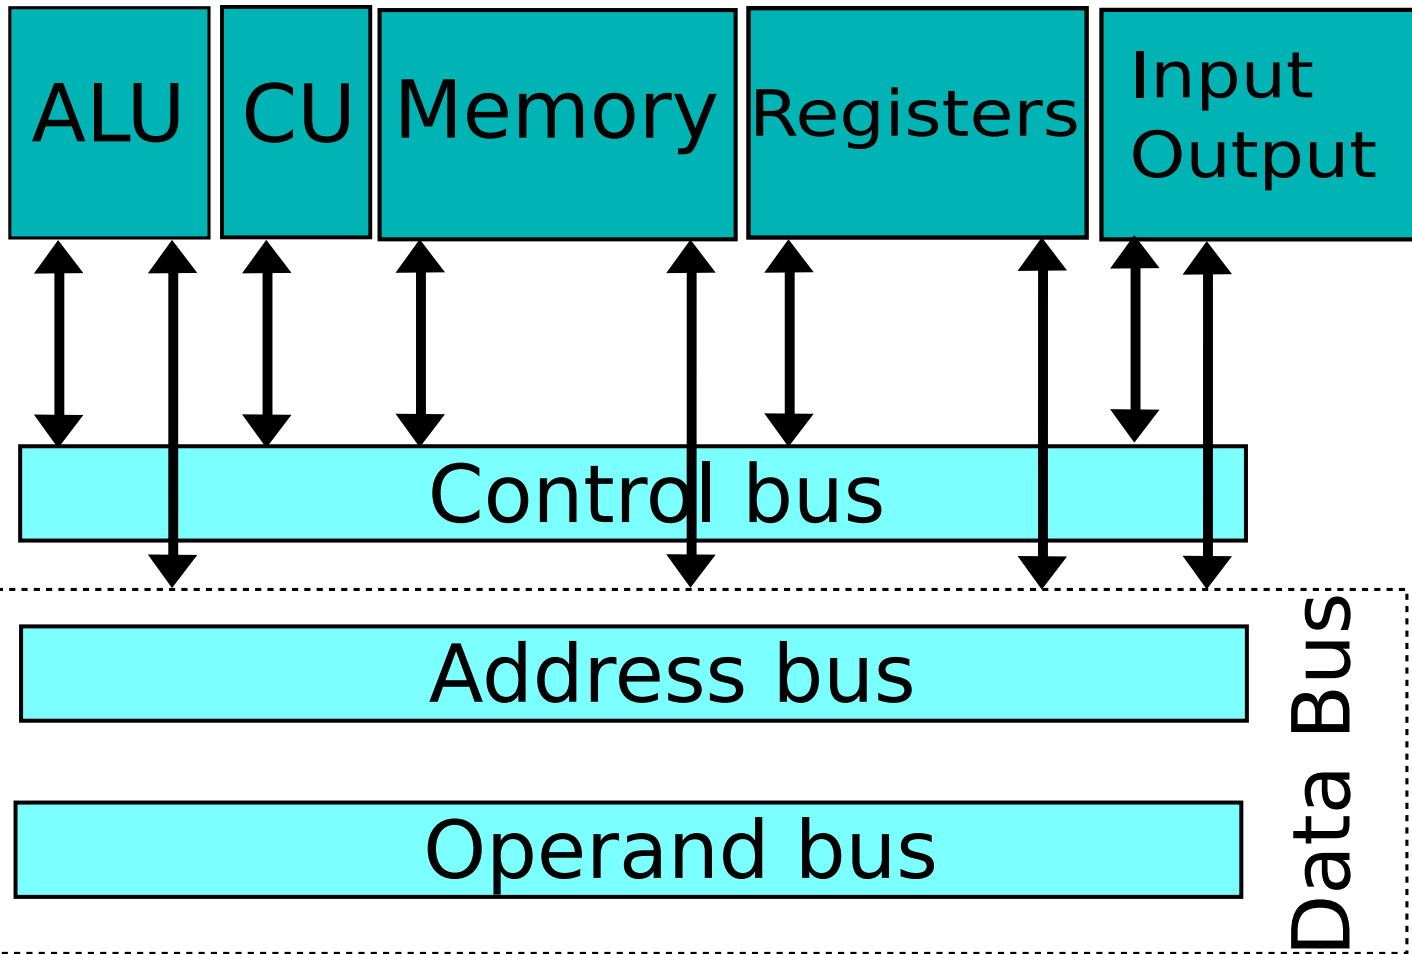 ALU
CU
Memory
Registers
Input
Output
Control bus
Address bus
Operand bus
Data Bus